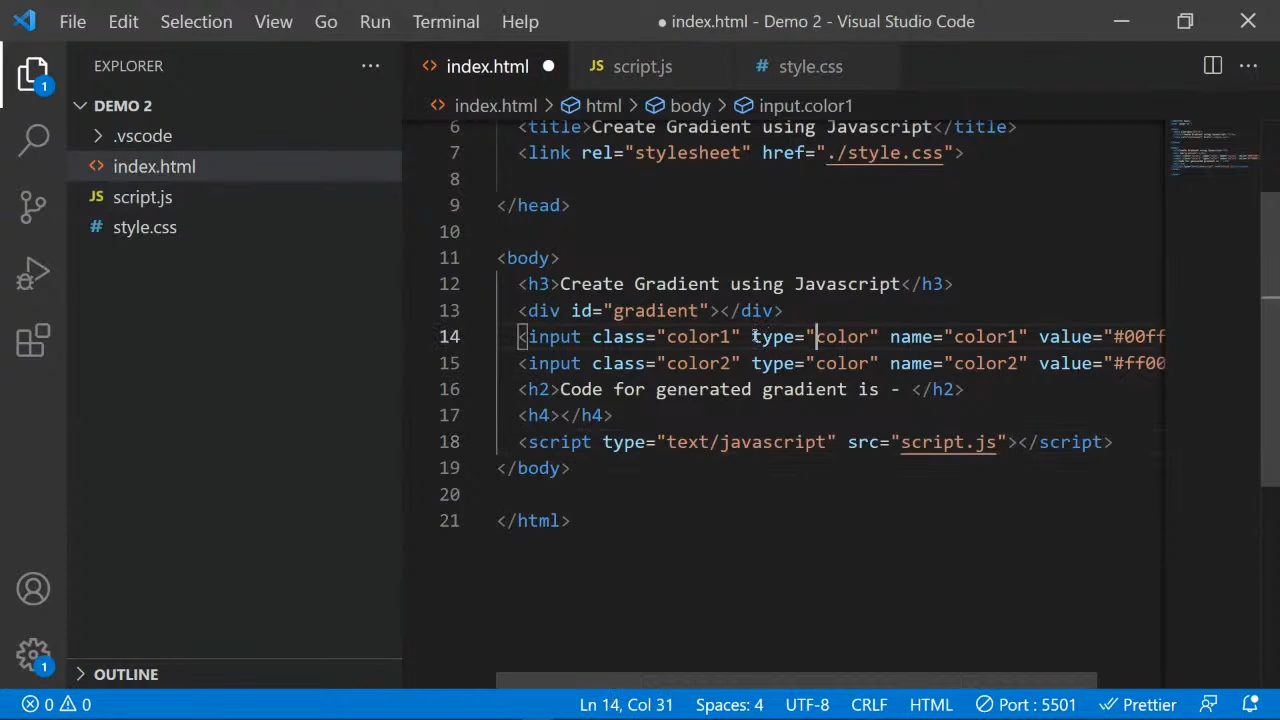 File Edit Selection View Go Run Terminal Help ● index.html - Demo 2 - Visual Studio Code
EXPLORER ···
1
DEMO 2
.vscode
<> index.html
JS script.js
# style.css
OUTLINE
1
<> index.html ● JS script.js # style.css ···
<> index.html > html > body > input.color1
6 <title>Create Gradient using Javascript</title>
7 <link rel="stylesheet" href="./style.css">
8
9 </head>
10
11 <body>
12 <h3>Create Gradient using Javascript</h3>
13 <div id="gradient"></div>
14 <input class="color1" type="color" name="color1" value="#00ff
15 <input class="color2" type="color" name="color2" value="#ff00
16 <h2>Code for generated gradient is - </h2>
17 <h4></h4>
18 <script type="text/javascript" src="script.js"></script>
19 </body>
20
21 </html>
0 0 Ln 14, Col 31 Spaces: 4 UTF-8 CRLF HTML Port : 5501 Prettier